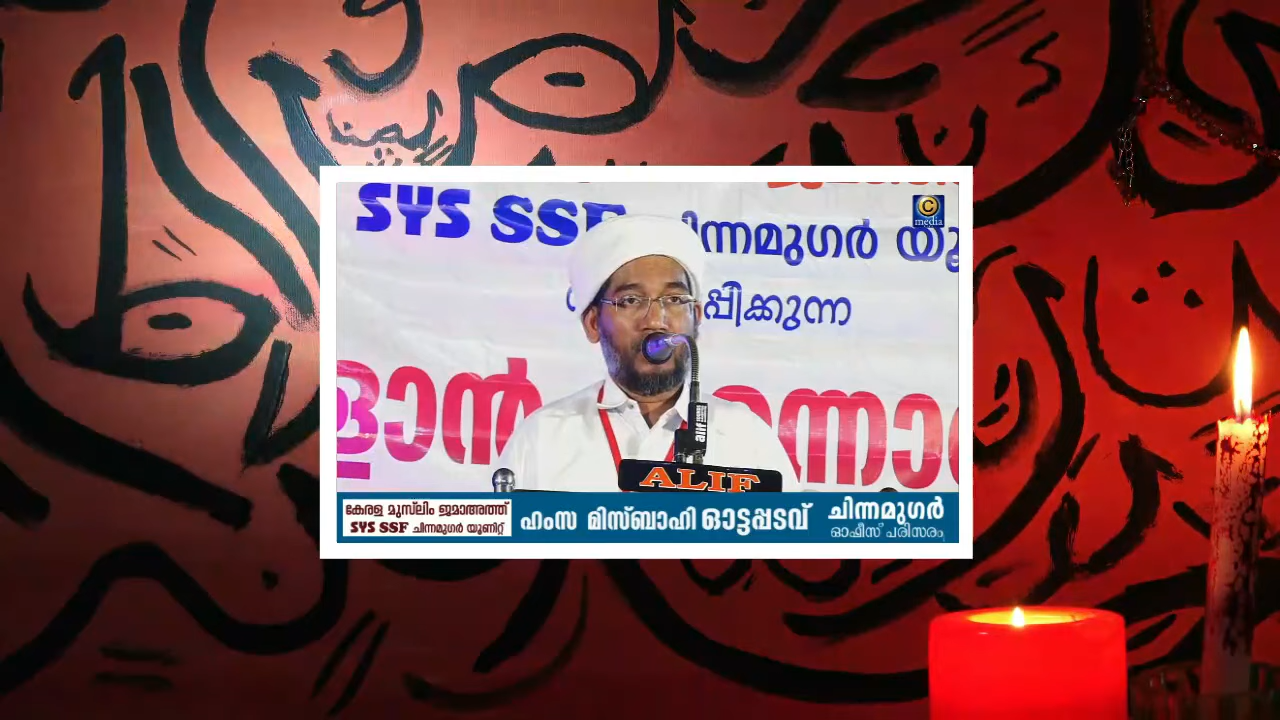 SYS SSF ചിന്നമുഗർ
C
media
പ്പിക്കുന്ന
ളാൻ
ന്നാ
alif
ALIF
കേരള മുസ്‌ലിം ജമാഅത്ത്
SYS SSF ചിന്നമുഗർ യൂണിറ്റ്
ഹംസ മിസ്ബാഹി ഓട്ടപ്പടവ്
ചിന്നമുഗർ
ഓഫീസ് പരിസരം